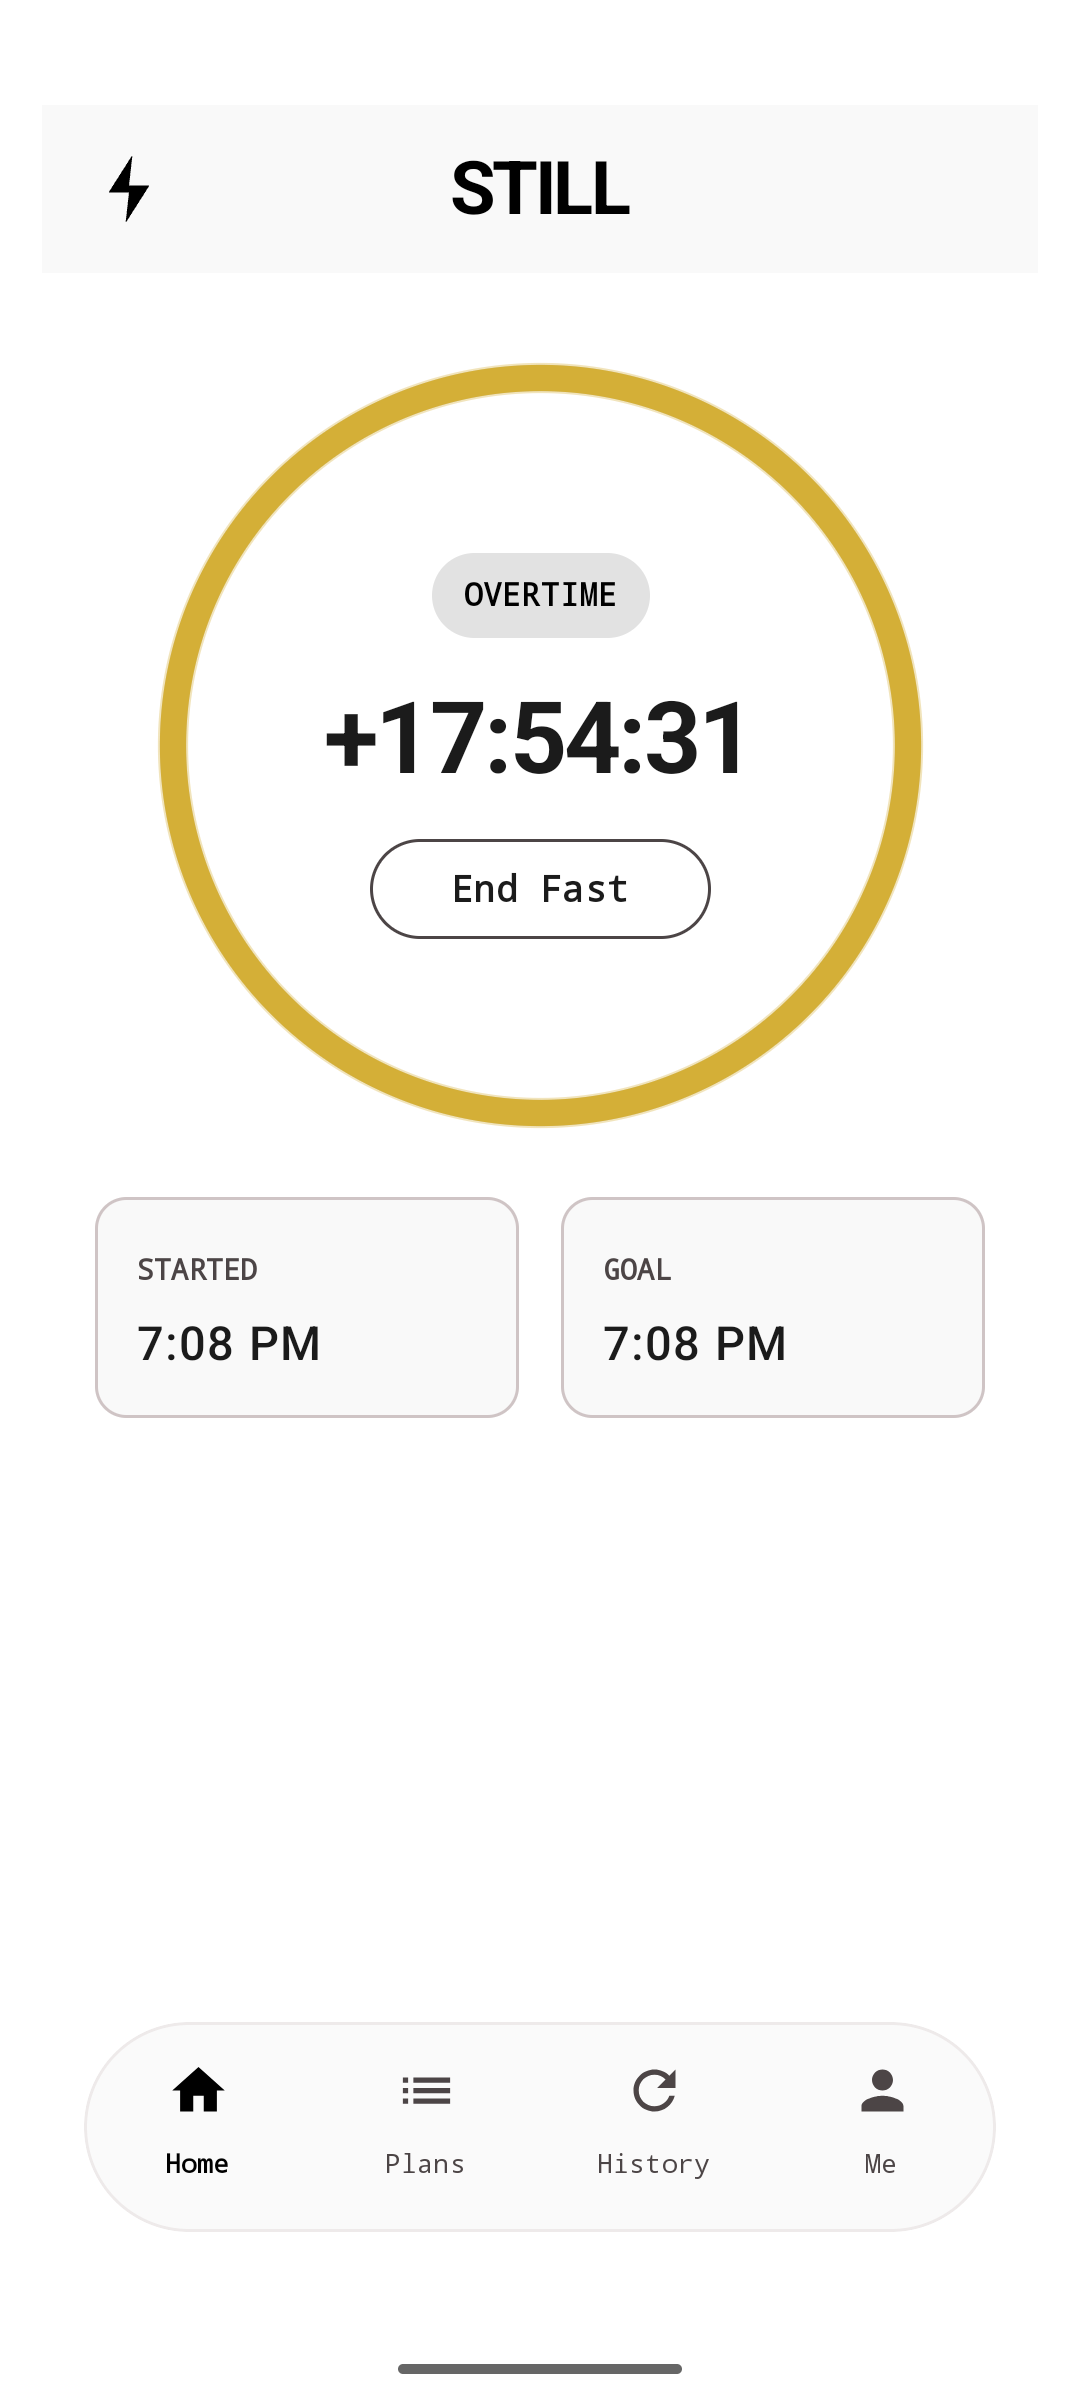 STILL
OVERTIME
+17:54:31
End Fast
STARTED
7:08 PM
GOAL
7:08 PM
Home
Plans
History
Me